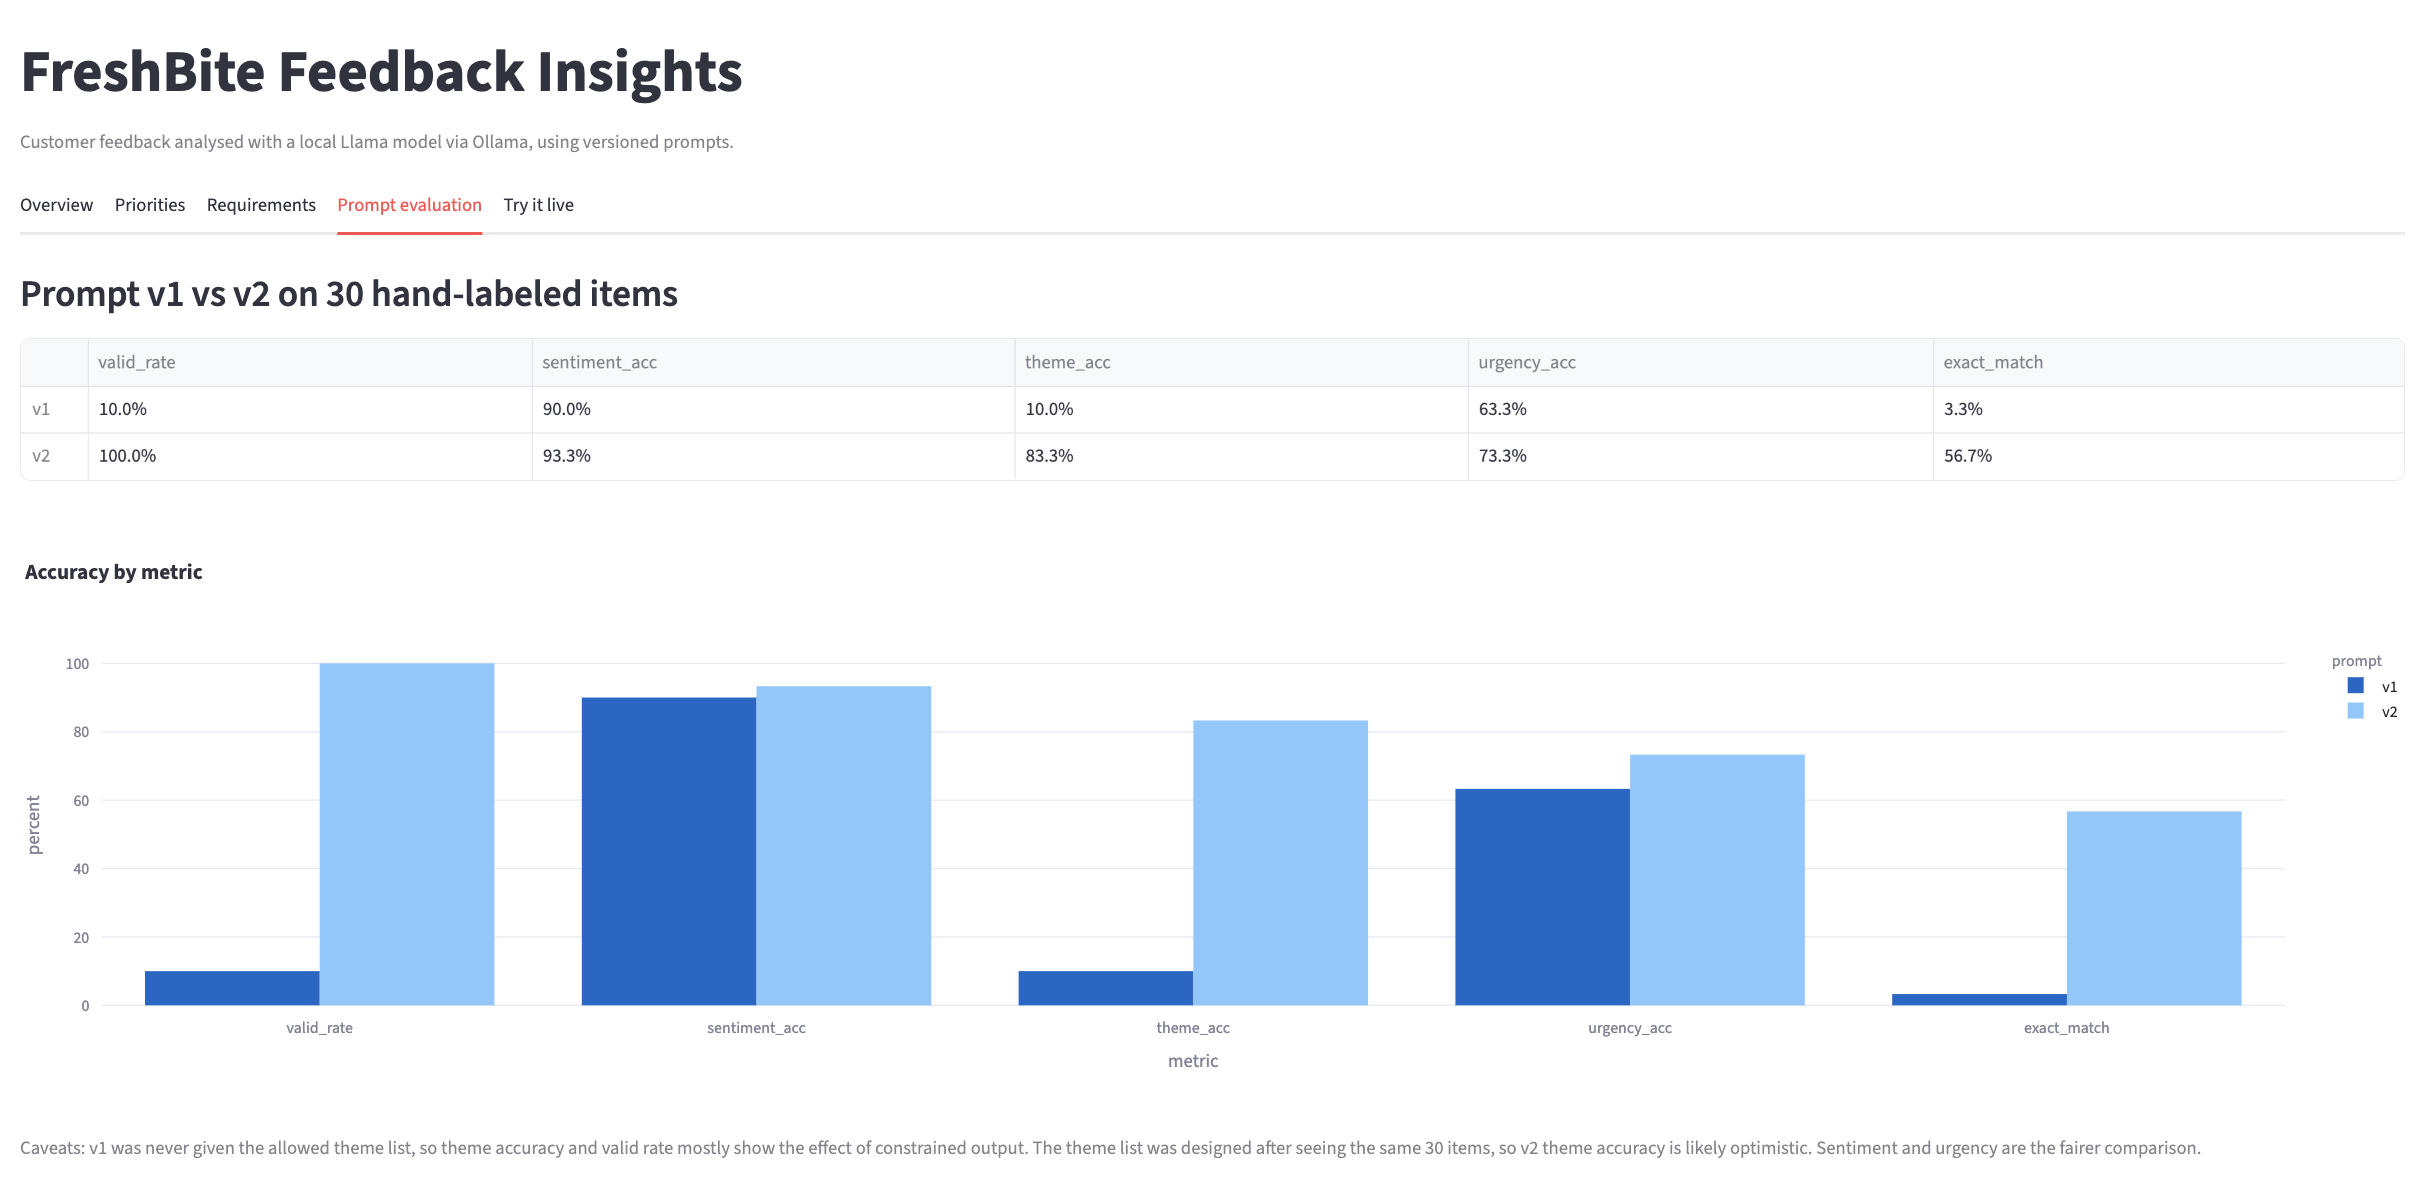 FreshBite Feedback Insights
Customer feedback analysed with a local Llama model via Ollama, using versioned prompts.
Overview Priorities Requirements Prompt evaluation Try it live
Prompt v1 vs v2 on 30 hand-labeled items
valid_rate sentiment_acc theme_acc urgency_acc exact_match
v1 10.0% 90.0% 10.0% 63.3% 3.3%
v2 100.0% 93.3% 83.3% 73.3% 56.7%
Accuracy by metric
100
80
60
40
20
0
percent
valid_rate sentiment_acc theme_acc urgency_acc exact_match
metric
prompt
v1
v2
Caveats: v1 was never given the allowed theme list, so theme accuracy and valid rate mostly show the effect of constrained output. The theme list was designed after seeing the same 30 items, so v2 theme accuracy is likely optimistic. Sentiment and urgency are the fairer comparison.